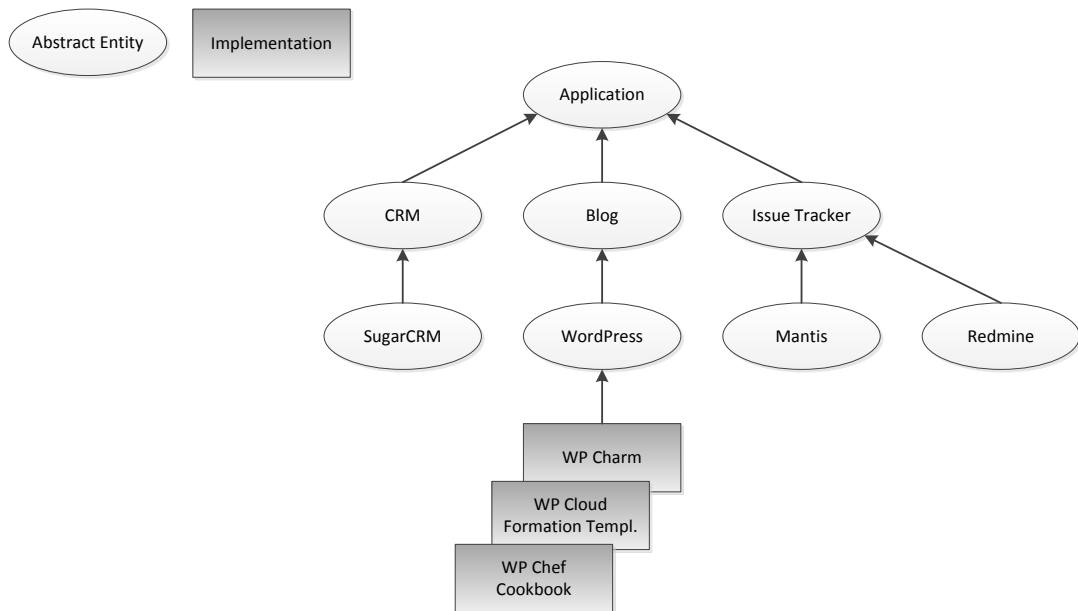 Abstract Entity
Implementation
Application
CRM
Blog
Issue Tracker
SugarCRM
WordPress
Mantis
Redmine
WP Charm
WP Cloud
Formation Templ.
WP Chef
Cookbook